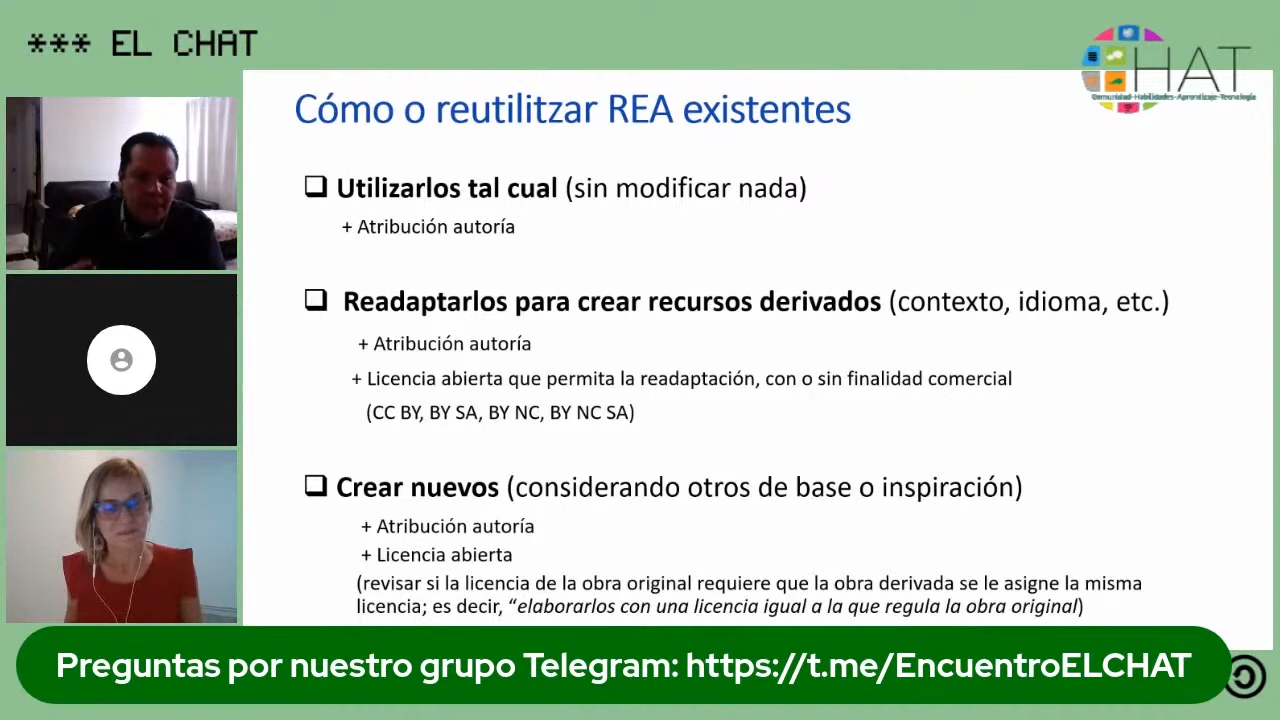 *** EL CHAT
HAT
Comunidad-Habilidades-Aprendizaje-Tecnología
Cómo o reutilitzar REA existentes
❑ Utilizarlos tal cual (sin modificar nada)
+ Atribución autoría
❑ Readaptarlos para crear recursos derivados (contexto, idioma, etc.)
+ Atribución autoría
+ Licencia abierta que permita la readaptación, con o sin finalidad comercial
(CC BY, BY SA, BY NC, BY NC SA)
❑ Crear nuevos (considerando otros de base o inspiración)
+ Atribución autoría
+ Licencia abierta
(revisar si la licencia de la obra original requiere que la obra derivada se le asigne la misma
licencia; es decir, “elaborarlos con una licencia igual a la que regula la obra original)
Preguntas por nuestro grupo Telegram: https://t.me/EncuentroELCHAT